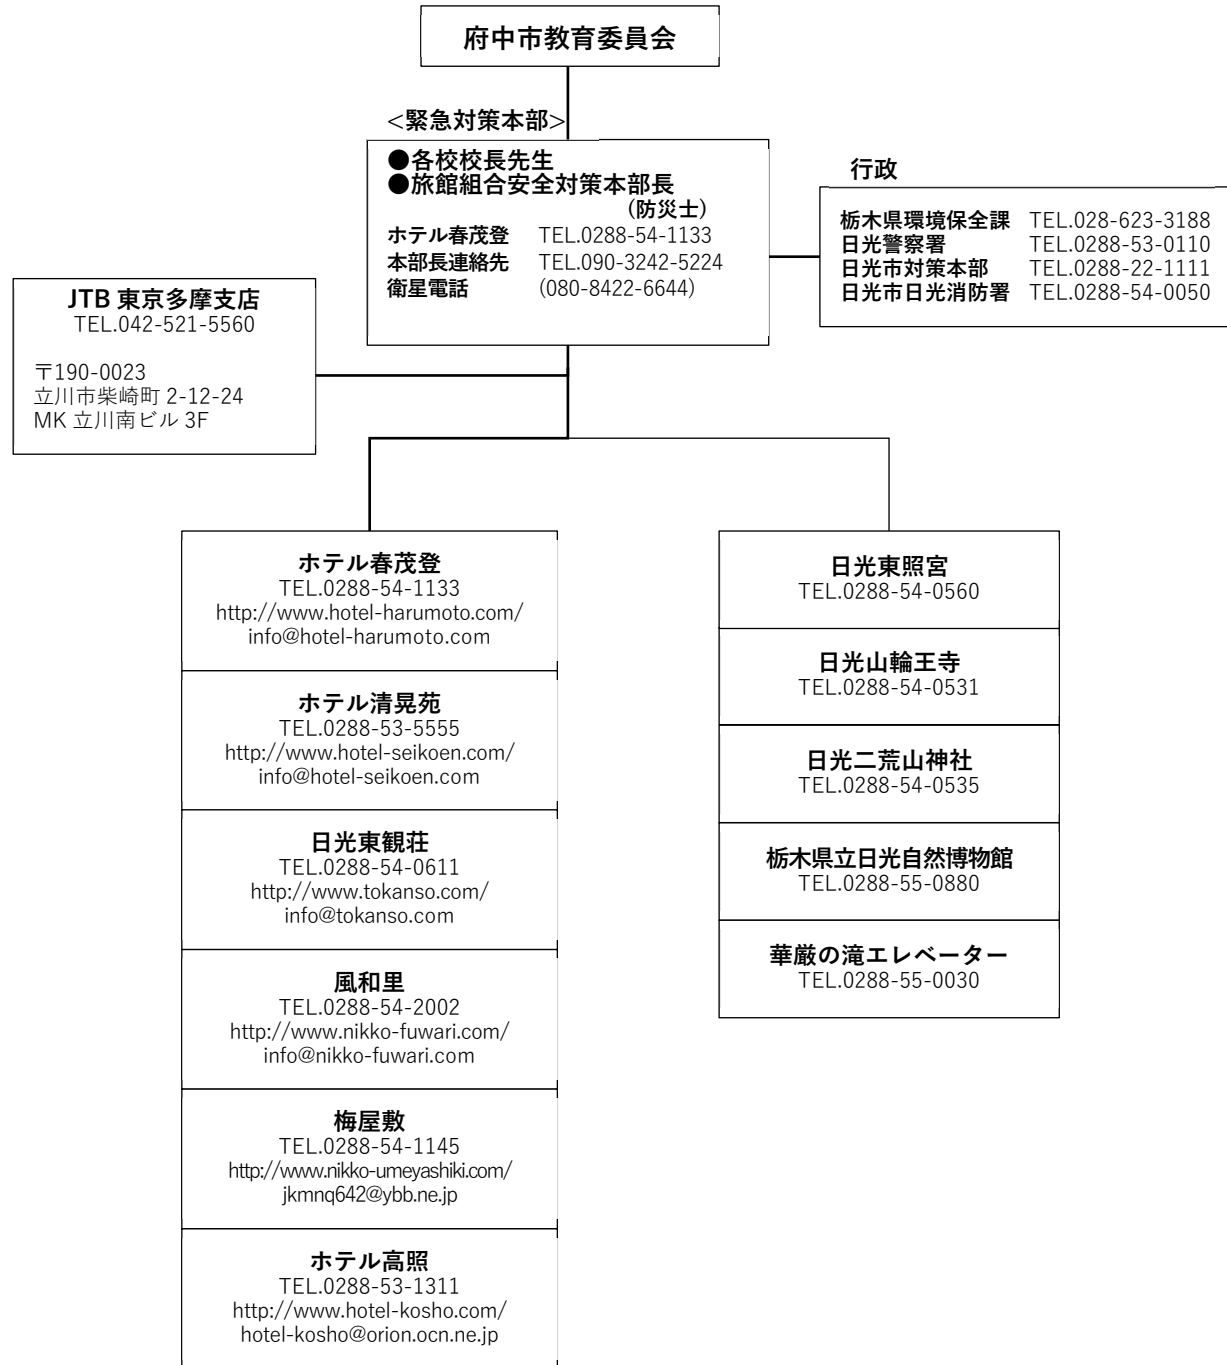 府中市教育委員会
<緊急対策本部>
●各校校長先生
●旅館組合安全対策本部長
(防災士)
ホテル春茂登 TEL.0288-54-1133
本部長連絡先 TEL.090-3242-5224
衛星電話 (080-8422-6644)
行政
栃木県環境保全課 TEL.028-623-3188
日光警察署 TEL.0288-53-0110
日光市対策本部 TEL.0288-22-1111
日光市日光消防署 TEL.0288-54-0050
JTB 東京多摩支店
TEL.042-521-5560
〒190-0023
立川市柴崎町 2-12-24
MK 立川南ビル 3F
ホテル春茂登
TEL.0288-54-1133
http://www.hotel-harumoto.com/
info@hotel-harumoto.com
ホテル清晃苑
TEL.0288-53-5555
http://www.hotel-seikoen.com/
info@hotel-seikoen.com
日光東観荘
TEL.0288-54-0611
http://www.tokanso.com/
info@tokanso.com
風和里
TEL.0288-54-2002
http://www.nikko-fuwari.com/
info@nikko-fuwari.com
梅屋敷
TEL.0288-54-1145
http://www.nikko-umeyashiki.com/
jkmnq642@ybb.ne.jp
ホテル高照
TEL.0288-53-1311
http://www.hotel-kosho.com/
hotel-kosho@orion.ocn.ne.jp
日光東照宮
TEL.0288-54-0560
日光山輪王寺
TEL.0288-54-0531
日光二荒山神社
TEL.0288-54-0535
栃木県立日光自然博物館
TEL.0288-55-0880
華厳の滝エレベーター
TEL.0288-55-0030